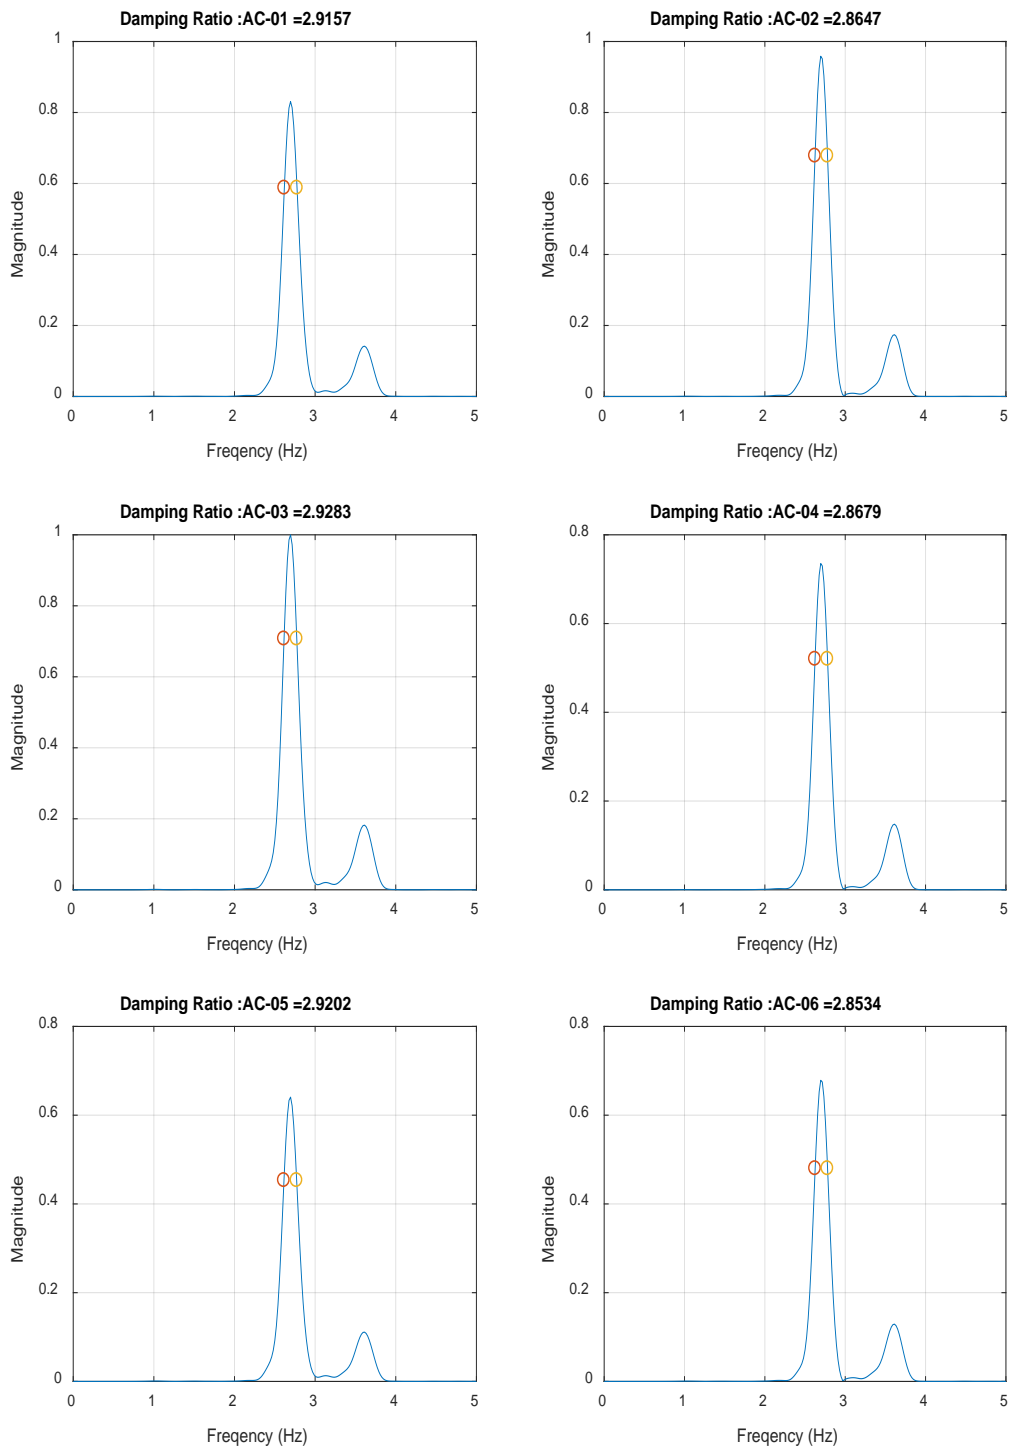 Damping Ratio :AC-01 =2.9157
1
0.8
0.6
0.4
0.2
0
Magnitude
0 1 2 3 4 5
Freqency (Hz)
Damping Ratio :AC-02 =2.8647
1
0.8
0.6
0.4
0.2
0
Magnitude
0 1 2 3 4 5
Freqency (Hz)
Damping Ratio :AC-03 =2.9283
1
0.8
0.6
0.4
0.2
0
Magnitude
0 1 2 3 4 5
Freqency (Hz)
Damping Ratio :AC-04 =2.8679
0.8
0.6
0.4
0.2
0
Magnitude
0 1 2 3 4 5
Freqency (Hz)
Damping Ratio :AC-05 =2.9202
0.8
0.6
0.4
0.2
0
Magnitude
0 1 2 3 4 5
Freqency (Hz)
Damping Ratio :AC-06 =2.8534
0.8
0.6
0.4
0.2
0
Magnitude
0 1 2 3 4 5
Freqency (Hz)